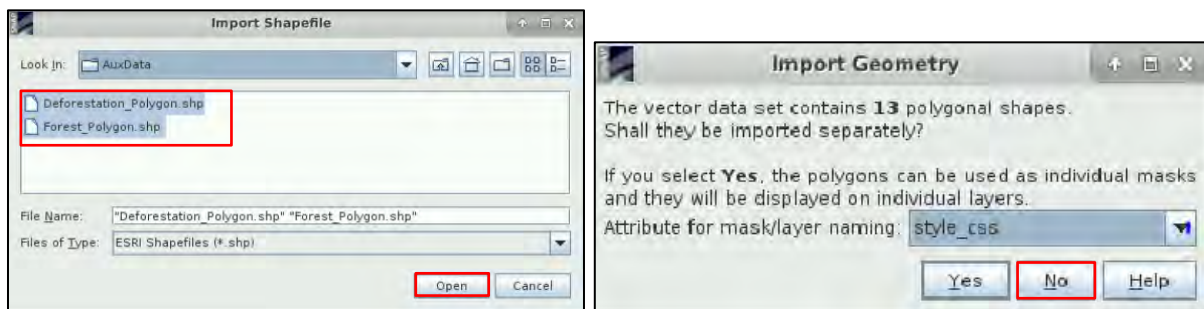 Import Shapefile
Look In: AuxData
Deforestation_Polygon.shp
Forest_Polygon.shp
File Name: "Deforestation_Polygon.shp" "Forest_Polygon.shp"
Files of Type: ESRI Shapefiles (*.shp)
Open Cancel
Import Geometry
The vector data set contains 13 polygonal shapes.
Shall they be imported separately?
If you select Yes, the polygons can be used as individual masks
and they will be displayed on individual layers.
Attribute for mask/layer naming: style_css
Yes No Help